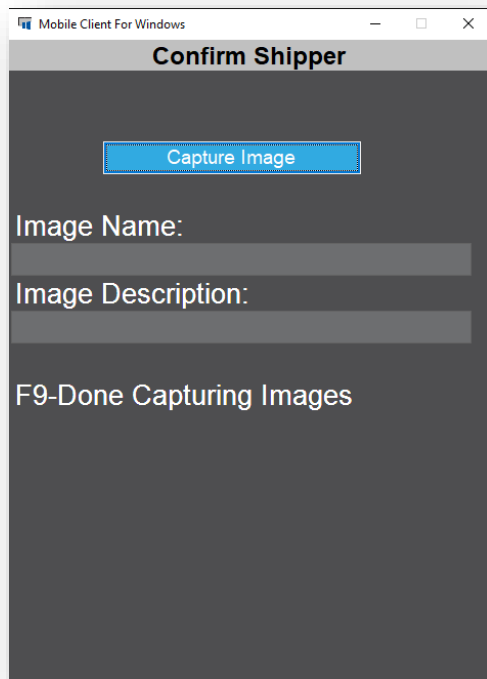 Mobile Client For Windows
Confirm Shipper
Capture Image
Image Name:
Image Description:
F9-Done Capturing Images